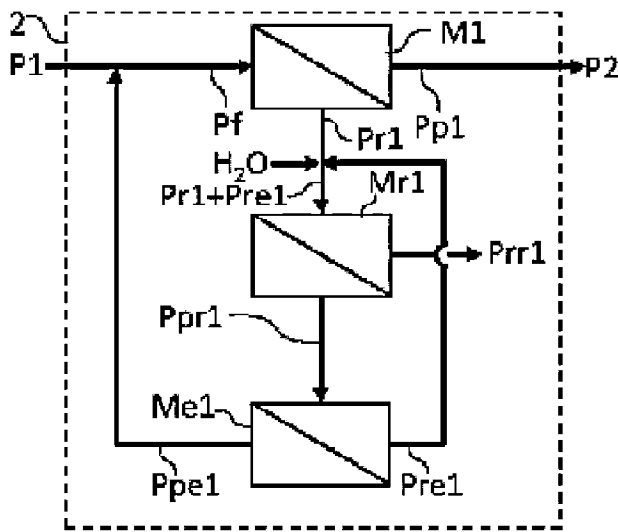 2
M1
P1
P2
Pf
Pp1
Pr1
H₂O
Mr1
Pr1+Pre1
Prr1
Ppr1
Me1
Ppe1
Pre1